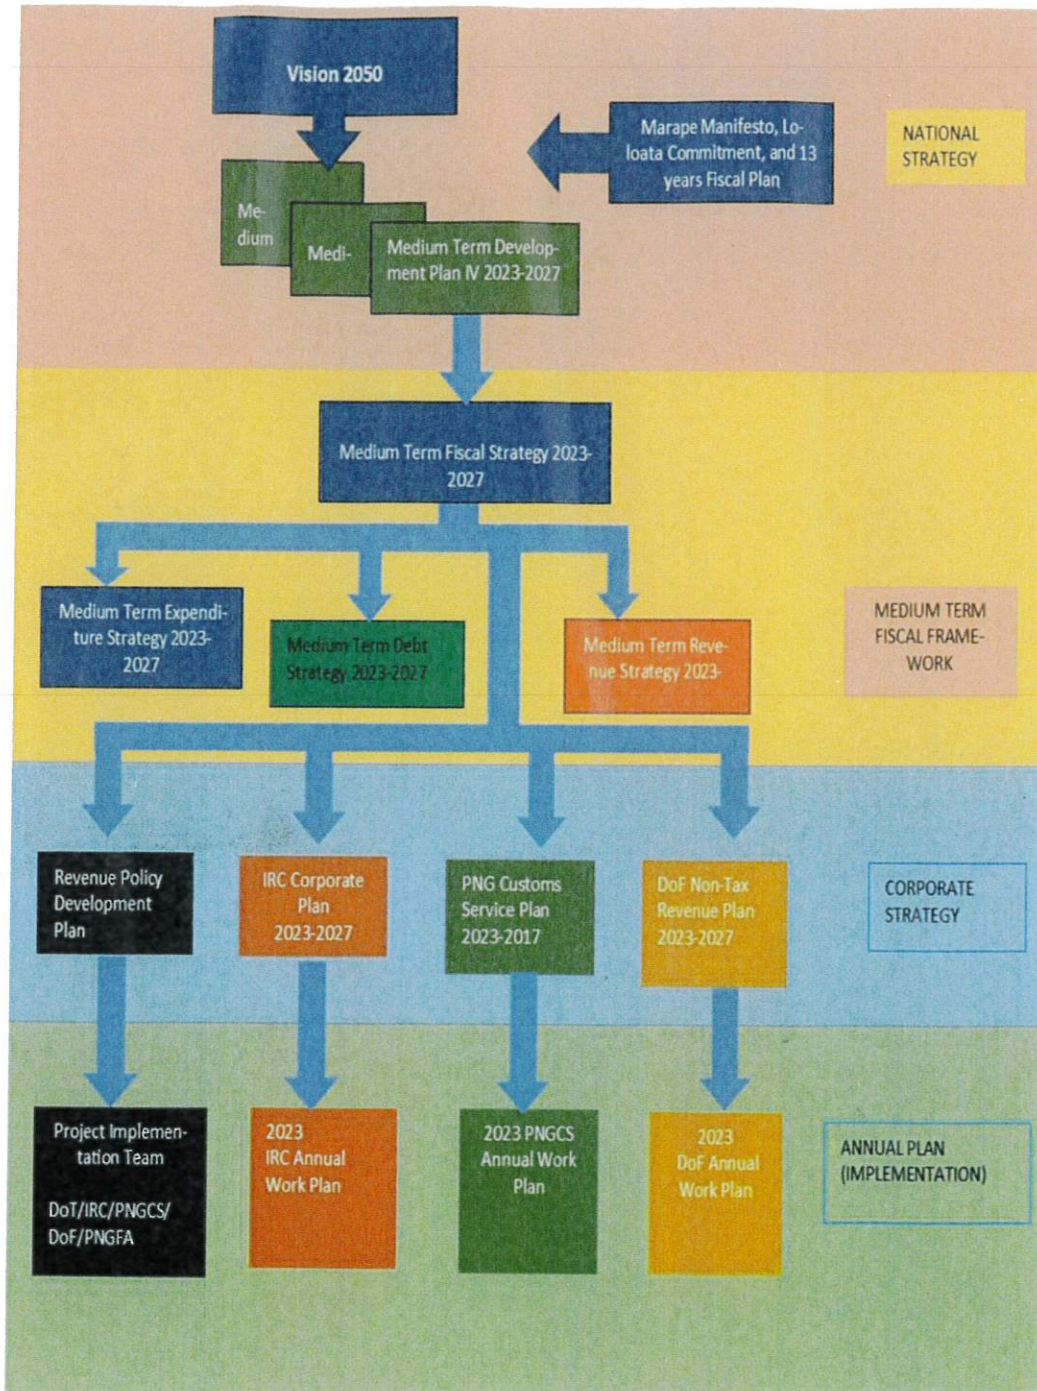 Vision 2050
Marape Manifesto, Lo-
loata Commitment, and 13
years Fiscal Plan
NATIONAL
STRATEGY
Me-
dium
Medi-
Medium Term Develop-
ment Plan IV 2023-2027
Medium Term Fiscal Strategy 2023-
2027
Medium Term Expendi-
ture Strategy 2023-
2027
Medium Term Debt
Strategy 2023-2027
Medium Term Reve-
nue Strategy 2023-
MEDIUM TERM
FISCAL FRAME-
WORK
Revenue Policy
Development
Plan
IRC Corporate
Plan
2023-2027
PNG Customs
Service Plan
2023-2017
DoF Non-Tax
Revenue Plan
2023-2027
CORPORATE
STRATEGY
Project Implemen-
tation Team
DoT/IRC/PNGCS/
DoF/PNGFA
2023
IRC Annual
Work Plan
2023 PNGCS
Annual Work
Plan
2023
DoF Annual
Work Plan
ANNUAL PLAN
(IMPLEMENTATION)